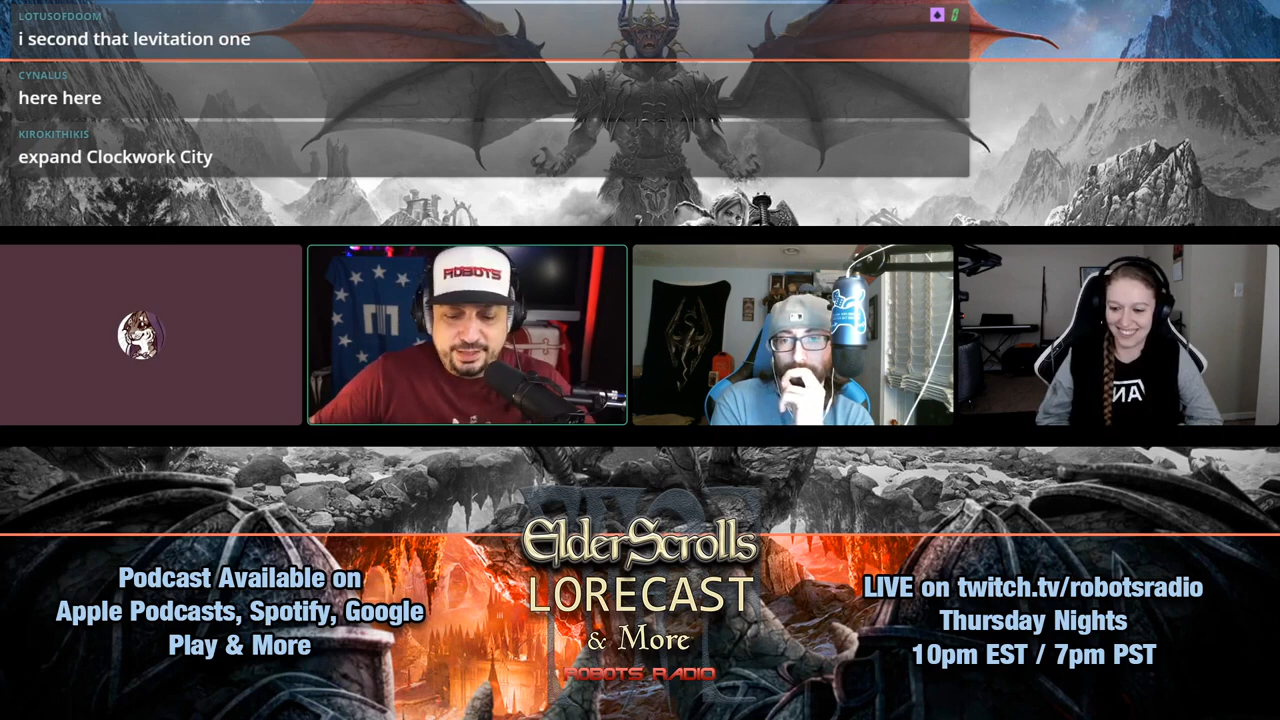 LOTUSOFDOOM
i second that levitation one
CYNALUS
here here
KIROKITHIKIS
expand Clockwork City
ROBOTS
ElderScrolls
LORECAST
& More
ROBOTS RADIO
Podcast Available on
Apple Podcasts, Spotify, Google
Play & More
LIVE on twitch.tv/robotsradio
Thursday Nights
10pm EST / 7pm PST